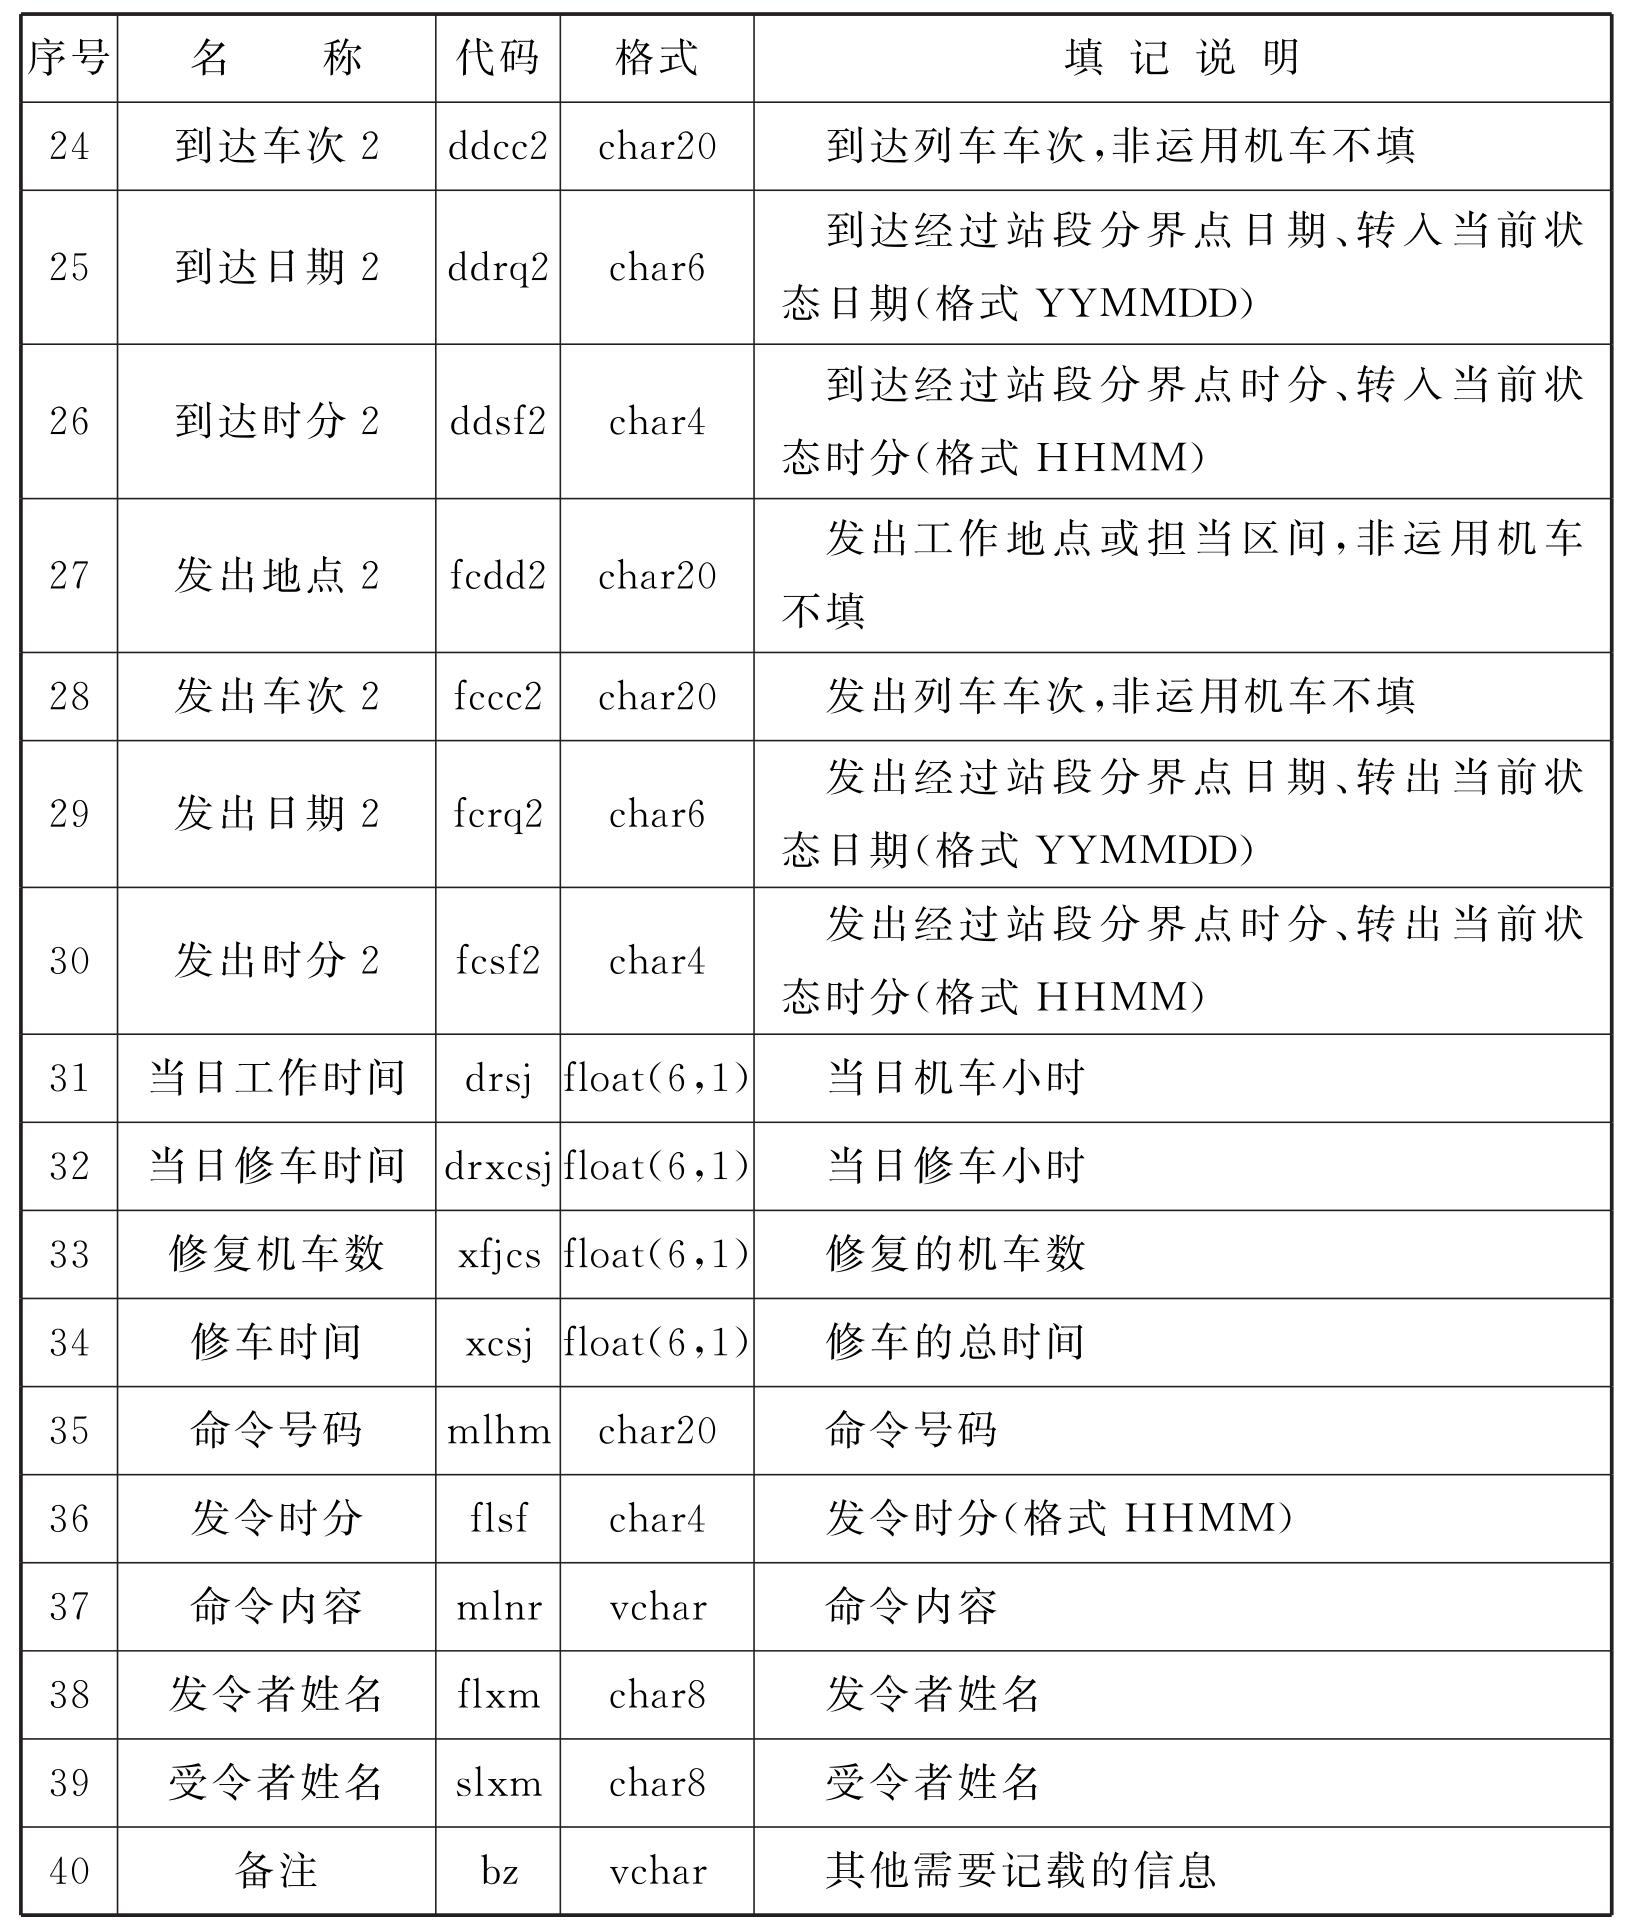 序号 名 称 代码 格式 填记说明
24 到达车次2 ddcc2 char20 到达列车车次,非运用机车不填
25 到达日期2 ddrq2 char6 到达经过站段分界点日期、转入当前状
态日期(格式 YYMMDD)
26 到达时分2 ddsf2 char4 到达经过站段分界点时分、转入当前状
态时分(格式 HHMM)
27 发出地点2 fcdd2 char20 发出工作地点或担当区间,非运用机车
不填
28 发出车次2 fccc2 char20 发出列车车次,非运用机车不填
29 发出日期2 fcrq2 char6 发出经过站段分界点日期、转出当前状
态日期(格式 YYMMDD)
30 发出时分2 fcsf2 char4 发出经过站段分界点时分、转出当前状
态时分(格式 HHMM)
31 当日工作时间 drsj float(6,1) 当日机车小时
32 当日修车时间 drxcsj float(6,1) 当日修车小时
33 修复机车数 xfjcs float(6,1) 修复的机车数
34 修车时间 xcsj float(6,1) 修车的总时间
35 命令号码 mlhm char20 命令号码
36 发令时分 flsf char4 发令时分(格式 HHMM)
37 命令内容 mlnr vchar 命令内容
38 发令者姓名 flxm char8 发令者姓名
39 受令者姓名 slxm char8 受令者姓名
40 备注 bz vchar 其他需要记载的信息